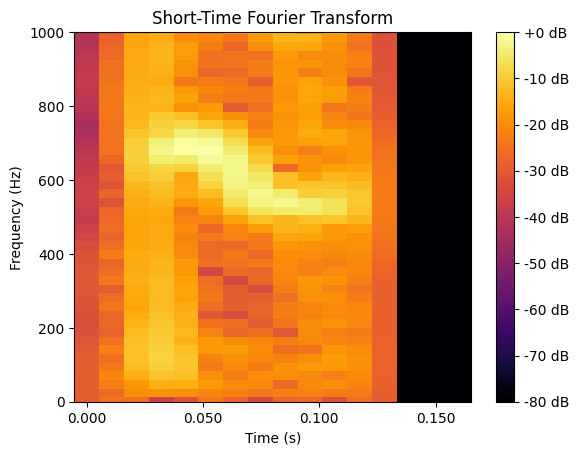 Short-Time Fourier Transform
1000
800
600
400
200
0
Frequency (Hz)
0.000
0.050
0.100
0.150
Time (s)
+0 dB
-10 dB
-20 dB
-30 dB
-40 dB
-50 dB
-60 dB
-70 dB
-80 dB